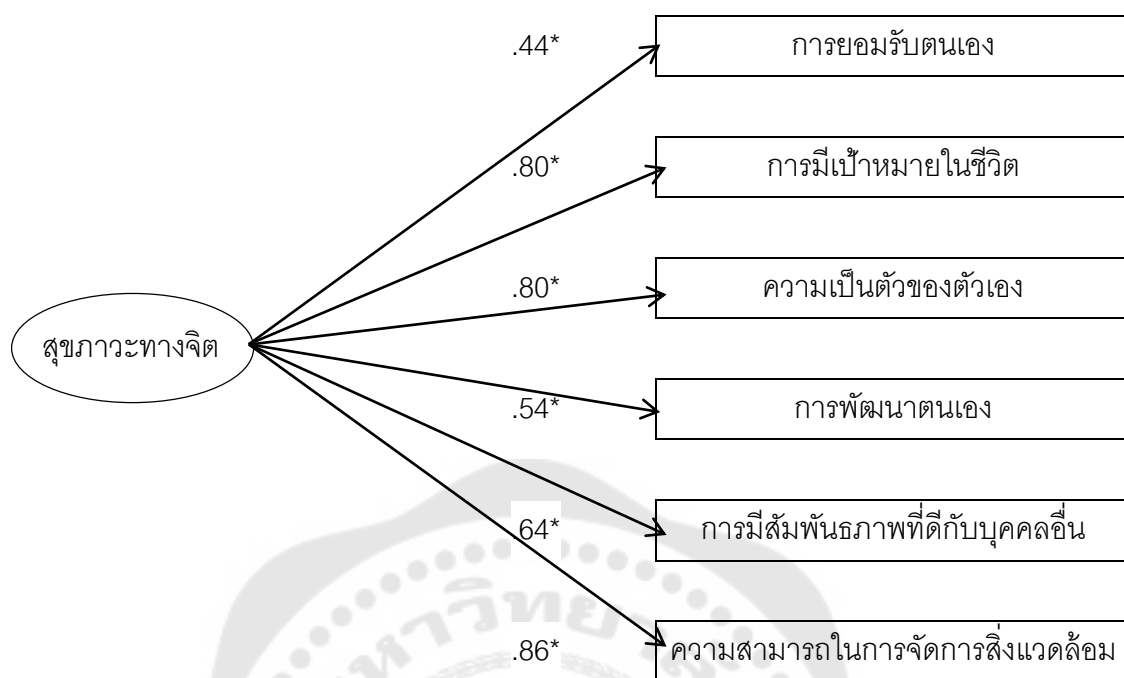 .44*
การยอมรับตนเอง
.80*
การมีเป้าหมายในชีวิต
.80*
ความเป็นตัวของตัวเอง
สุขภาวะทางจิต
.54*
การพัฒนาตนเอง
.64*
การมีสัมพันธภาพที่ดีกับบุคคลอื่น
.86*
ความสามารถในการจัดการสิ่งแวดล้อม